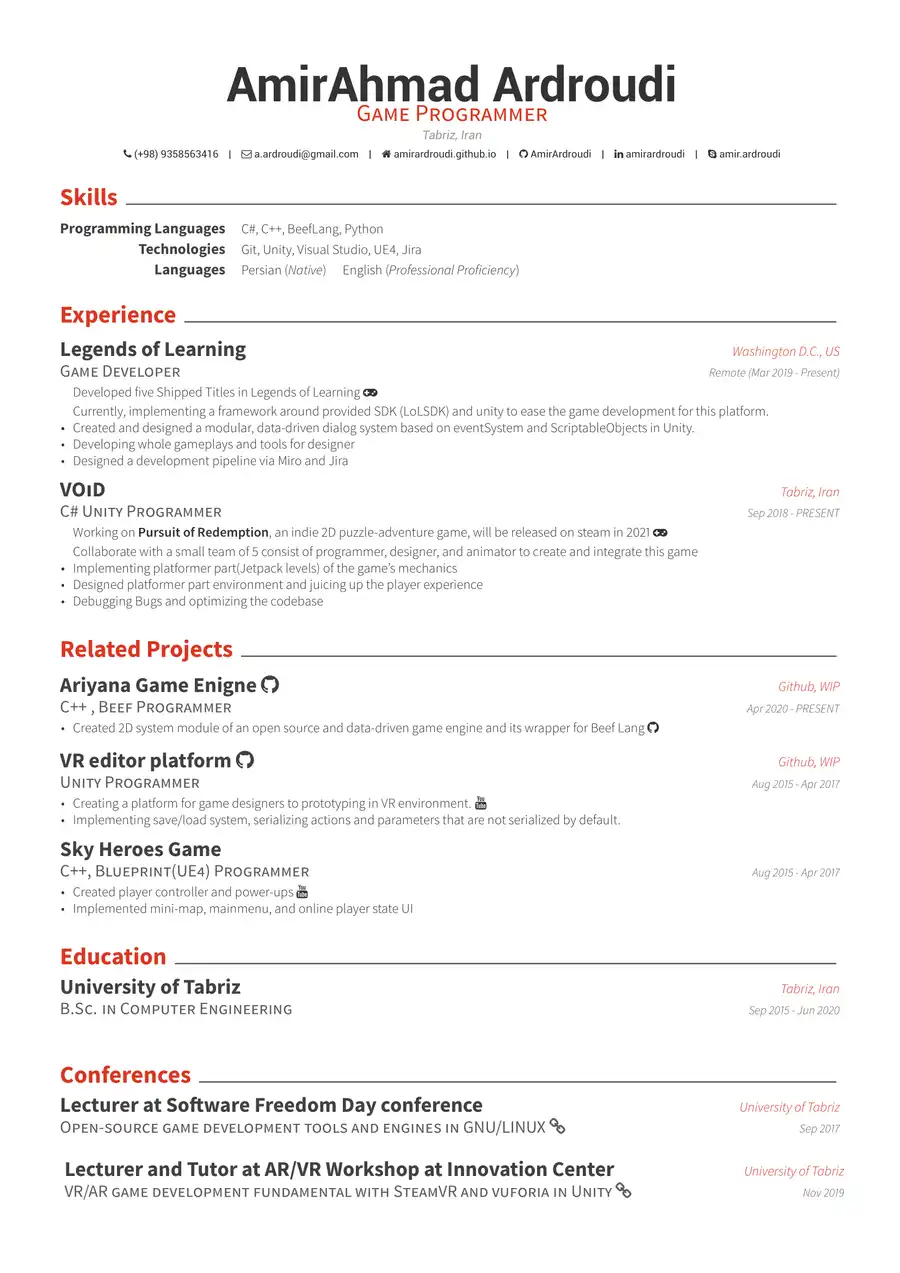 AmirAhmad Ardroudi
Game Programmer
Tabriz, Iran
(+98) 9358563416 | a.ardroudi@gmail.com | amirardroudi.github.io | AmirArdroudi | amirardroudi | amir.ardroudi
Skills
Programming Languages C#, C++, BeefLang, Python
Technologies Git, Unity, Visual Studio, UE4, Jira
Languages Persian (Native) English (Professional Proficiency)
Experience
Legends of Learning Washington D.C., US
Game Developer Remote (Mar 2019 - Present)
Developed five Shipped Titles in Legends of Learning
Currently, implementing a framework around provided SDK (LoLSDK) and unity to ease the game development for this platform.
• Created and designed a modular, data-driven dialog system based on eventSystem and ScriptableObjects in Unity.
• Developing whole gameplays and tools for designer
• Designed a development pipeline via Miro and Jira
VOıD Tabriz, Iran
C# Unity Programmer Sep 2018 - PRESENT
Working on Pursuit of Redemption, an indie 2D puzzle-adventure game, will be released on steam in 2021
Collaborate with a small team of 5 consist of programmer, designer, and animator to create and integrate this game
• Implementing platformer part(Jetpack levels) of the game's mechanics
• Designed platformer part environment and juicing up the player experience
• Debugging Bugs and optimizing the codebase
Related Projects
Ariyana Game Enigne Github, WIP
C++ , Beef Programmer Apr 2020 - PRESENT
• Created 2D system module of an open source and data-driven game engine and its wrapper for Beef Lang
VR editor platform Github, WIP
Unity Programmer Aug 2015 - Apr 2017
• Creating a platform for game designers to prototyping in VR environment.
• Implementing save/load system, serializing actions and parameters that are not serialized by default.
Sky Heroes Game
C++, Blueprint(UE4) Programmer Aug 2015 - Apr 2017
• Created player controller and power-ups
• Implemented mini-map, mainmenu, and online player state UI
Education
University of Tabriz Tabriz, Iran
B.Sc. in Computer Engineering Sep 2015 - Jun 2020
Conferences
Lecturer at Software Freedom Day conference University of Tabriz
Open-source game development tools and engines in GNU/LINUX Sep 2017
Lecturer and Tutor at AR/VR Workshop at Innovation Center University of Tabriz
VR/AR game development fundamental with SteamVR and vuforia in Unity Nov 2019